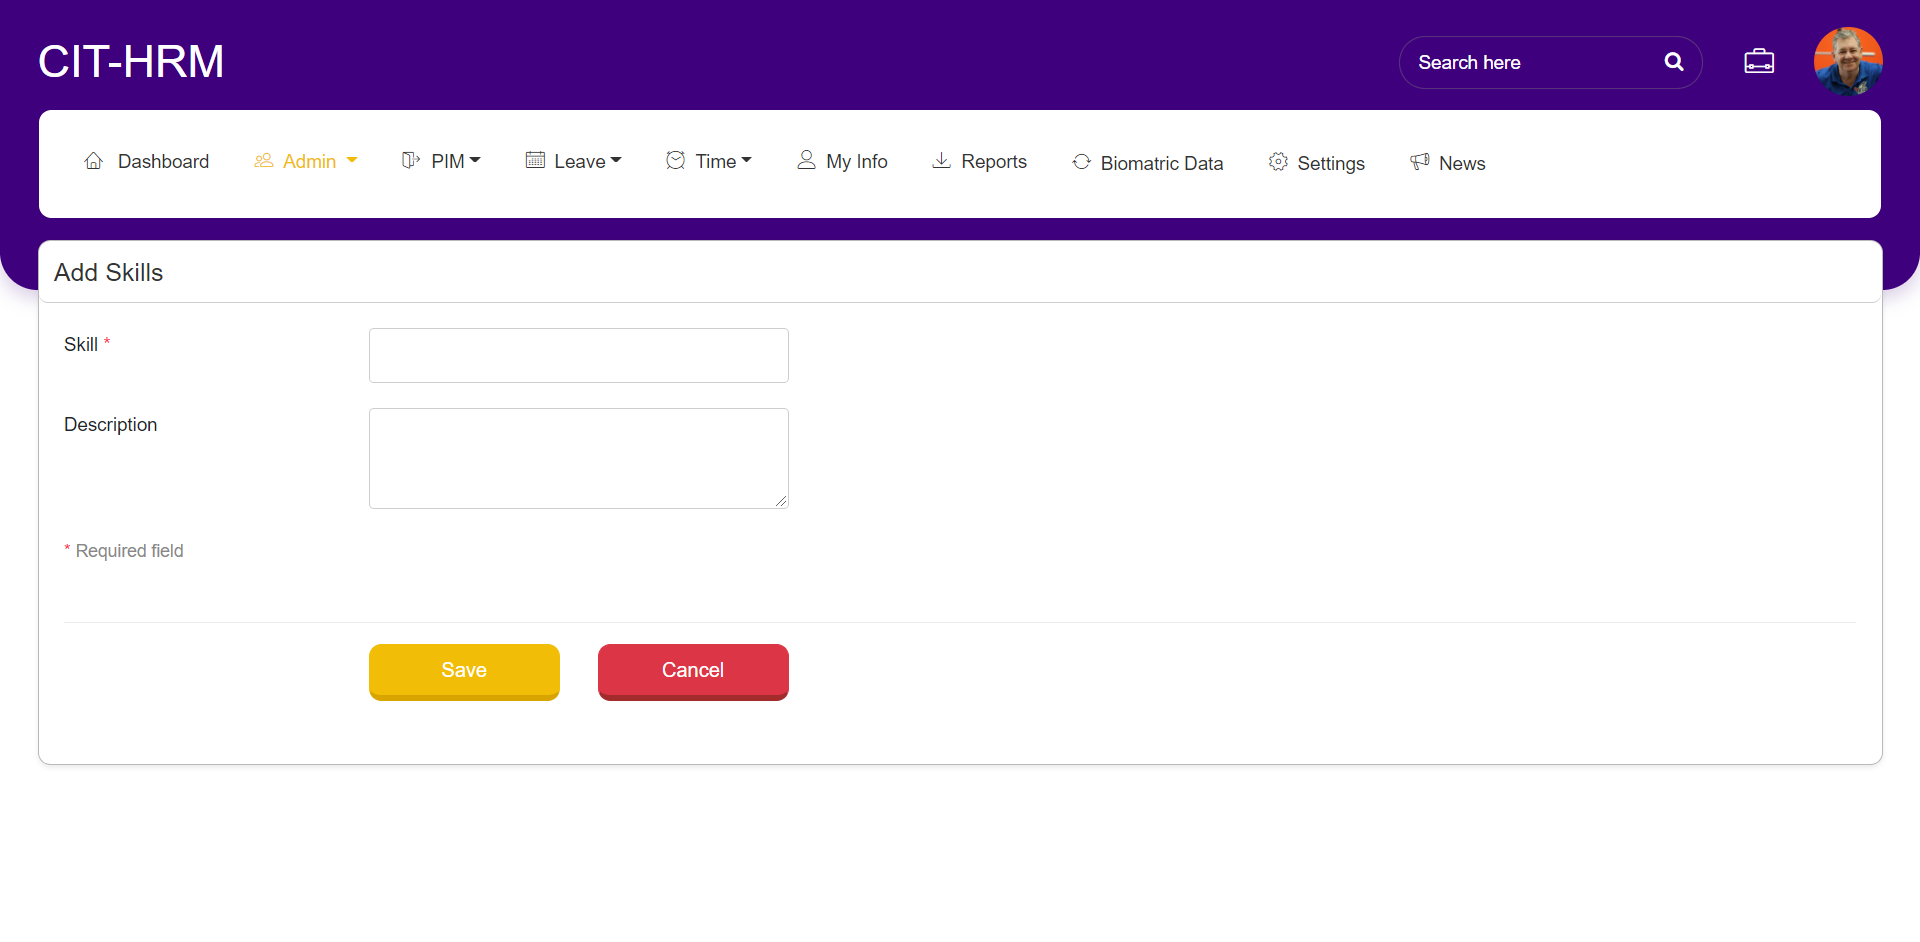 CIT-HRM
Search here
Dashboard Admin PIM Leave Time My Info Reports Biomatric Data Settings News
Add Skills
Skill *
Description
* Required field
Save Cancel